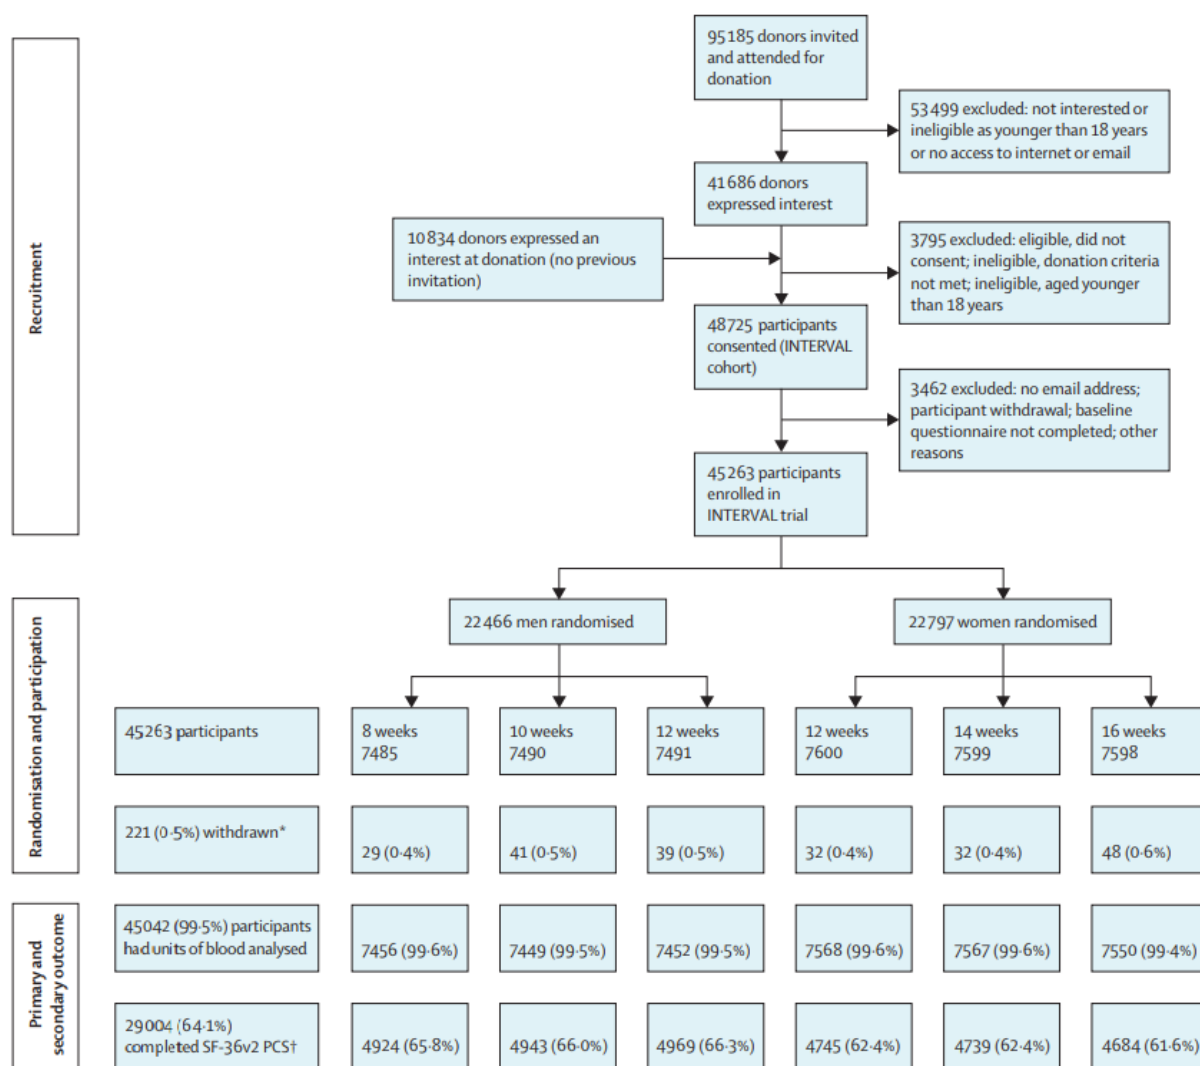 Recruitment
95185 donors invited
and attended for
donation
53499 excluded: not interested or
ineligible as younger than 18 years
or no access to internet or email
41686 donors
expressed interest
10834 donors expressed an
interest at donation (no previous
invitation)
3795 excluded: eligible, did not
consent; ineligible, donation criteria
not met; ineligible, aged younger
than 18 years
48725 participants
consented (INTERVAL
cohort)
3462 excluded: no email address;
participant withdrawal; baseline
questionnaire not completed; other
reasons
45263 participants
enrolled in
INTERVAL trial
Randomisation and participation
22466 men randomised
22797 women randomised
45263 participants
8 weeks
7485
10 weeks
7490
12 weeks
7491
12 weeks
7600
14 weeks
7599
16 weeks
7598
221 (0·5%) withdrawn*
29 (0·4%)
41 (0·5%)
39 (0·5%)
32 (0·4%)
32 (0·4%)
48 (0·6%)
Primary and
secondary outcome
45042 (99·5%) participants
had units of blood analysed
7456 (99·6%)
7449 (99·5%)
7452 (99·5%)
7568 (99·6%)
7567 (99·6%)
7550 (99·4%)
29004 (64·1%)
completed SF-36v2 PCS†
4924 (65·8%)
4943 (66·0%)
4969 (66·3%)
4745 (62·4%)
4739 (62·4%)
4684 (61·6%)